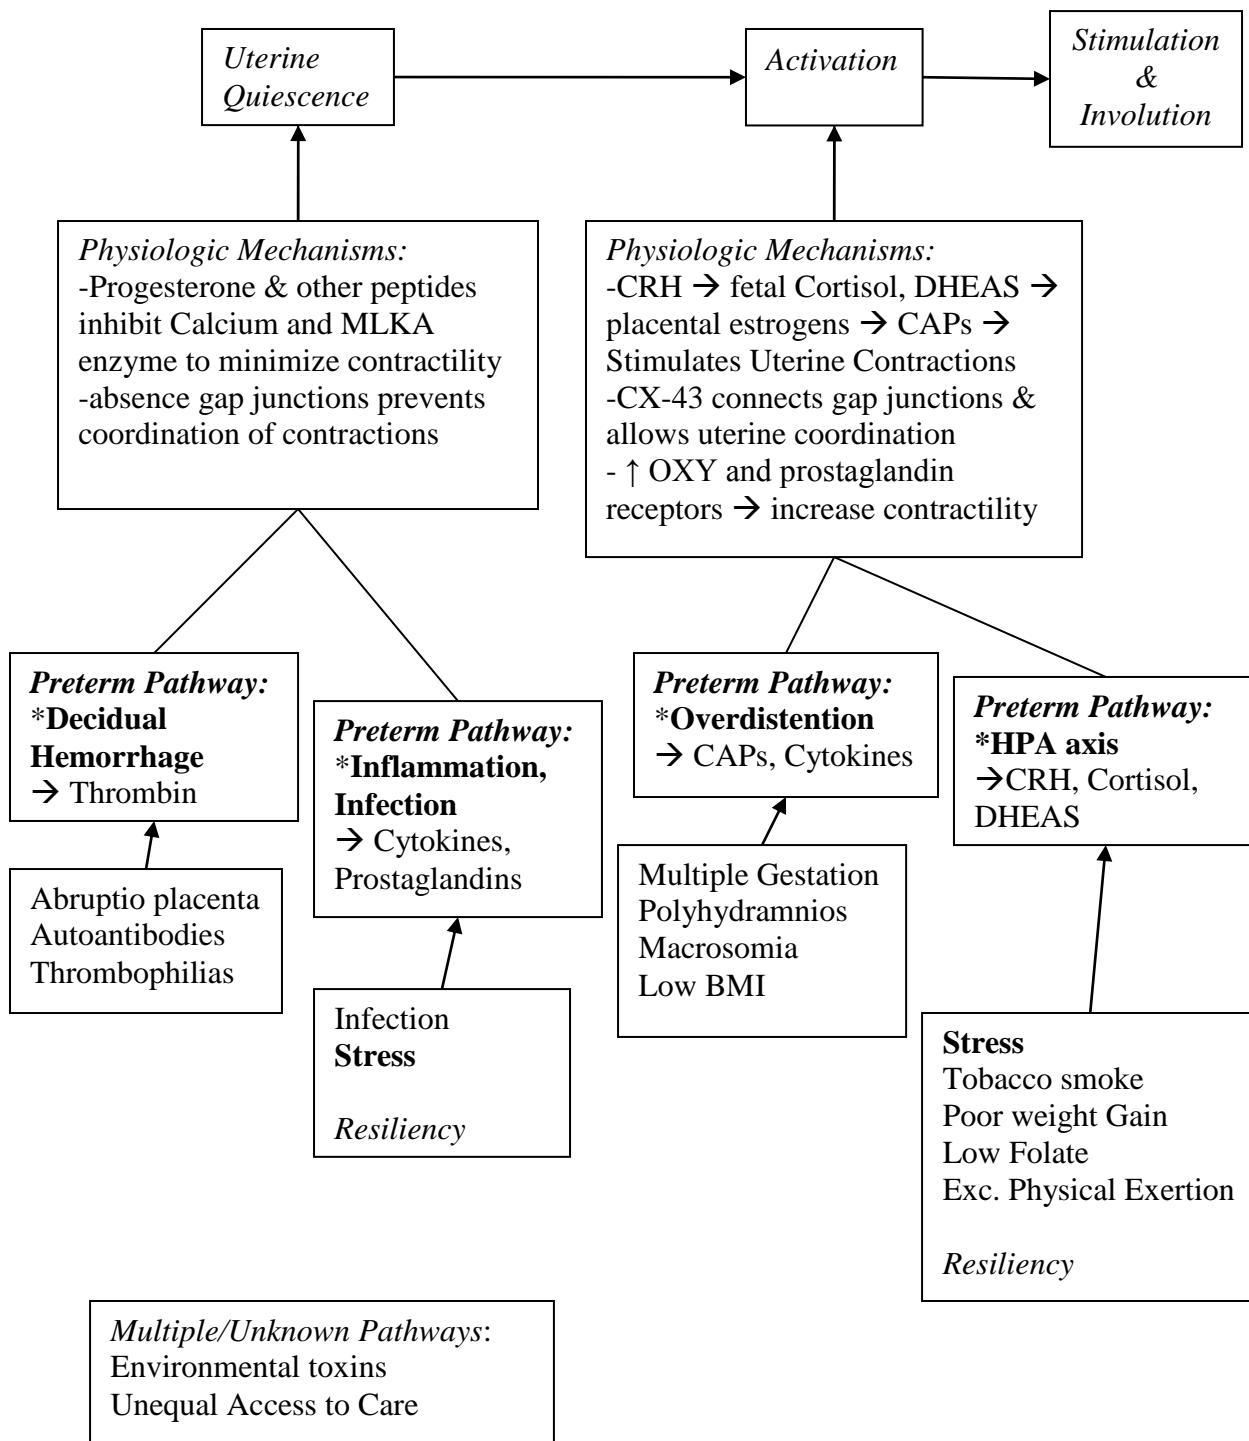 Uterine
Quiescence
Activation
Stimulation
&
Involution
Physiologic Mechanisms:
-Progesterone & other peptides
inhibit Calcium and MLKA
enzyme to minimize contractility
-absence gap junctions prevents
coordination of contractions
Physiologic Mechanisms:
-CRH → fetal Cortisol, DHEAS →
placental estrogens → CAPs →
Stimulates Uterine Contractions
-CX-43 connects gap junctions &
allows uterine coordination
- ↑ OXY and prostaglandin
receptors → increase contractility
Preterm Pathway:
*Decidual
Hemorrhage
→ Thrombin
Preterm Pathway:
*Inflammation,
Infection
→ Cytokines,
Prostaglandins
Preterm Pathway:
*Overdistention
→ CAPs, Cytokines
Preterm Pathway:
*HPA axis
→CRH, Cortisol,
DHEAS
Abruptio placenta
Autoantibodies
Thrombophilias
Infection
Stress
Resiliency
Multiple Gestation
Polyhydramnios
Macrosomia
Low BMI
Stress
Tobacco smoke
Poor weight Gain
Low Folate
Exc. Physical Exertion
Resiliency
Multiple/Unknown Pathways:
Environmental toxins
Unequal Access to Care